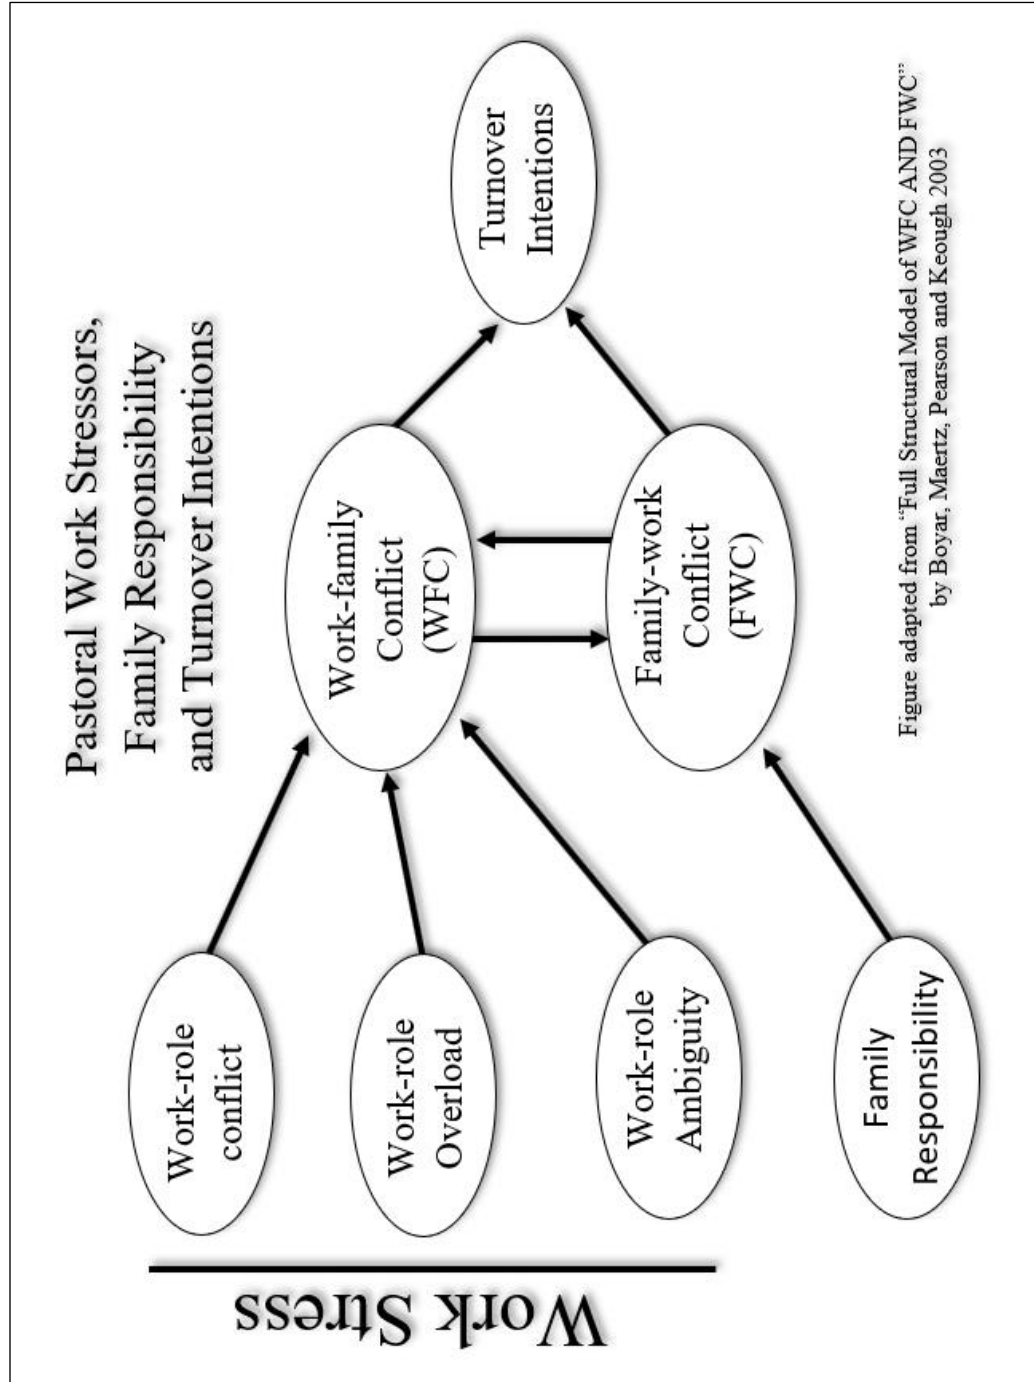 Pastoral Work Stressors,
Family Responsibility
and Turnover Intentions
Work Stress
Work-role
conflict
Work-role
Overload
Work-role
Ambiguity
Family
Responsibility
Work-family
Conflict
(WFC)
Family-work
Conflict
(FWC)
Turnover
Intentions
Figure adapted from “Full Structural Model of WFC AND FWC”
by Boyar, Maertz, Pearson and Keough 2003